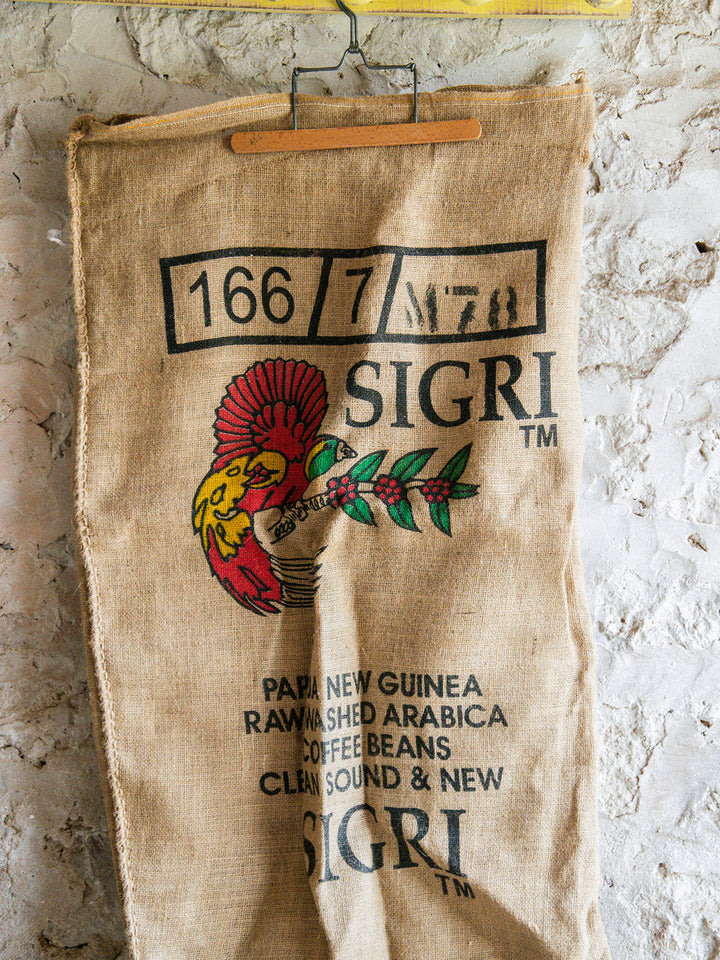 166 7 M78
SIGRI
TM
PAPUA NEW GUINEA
RAW WASHED ARABICA
COFFEE BEANS
CLEAN SOUND & NEW
SIGRI
TM